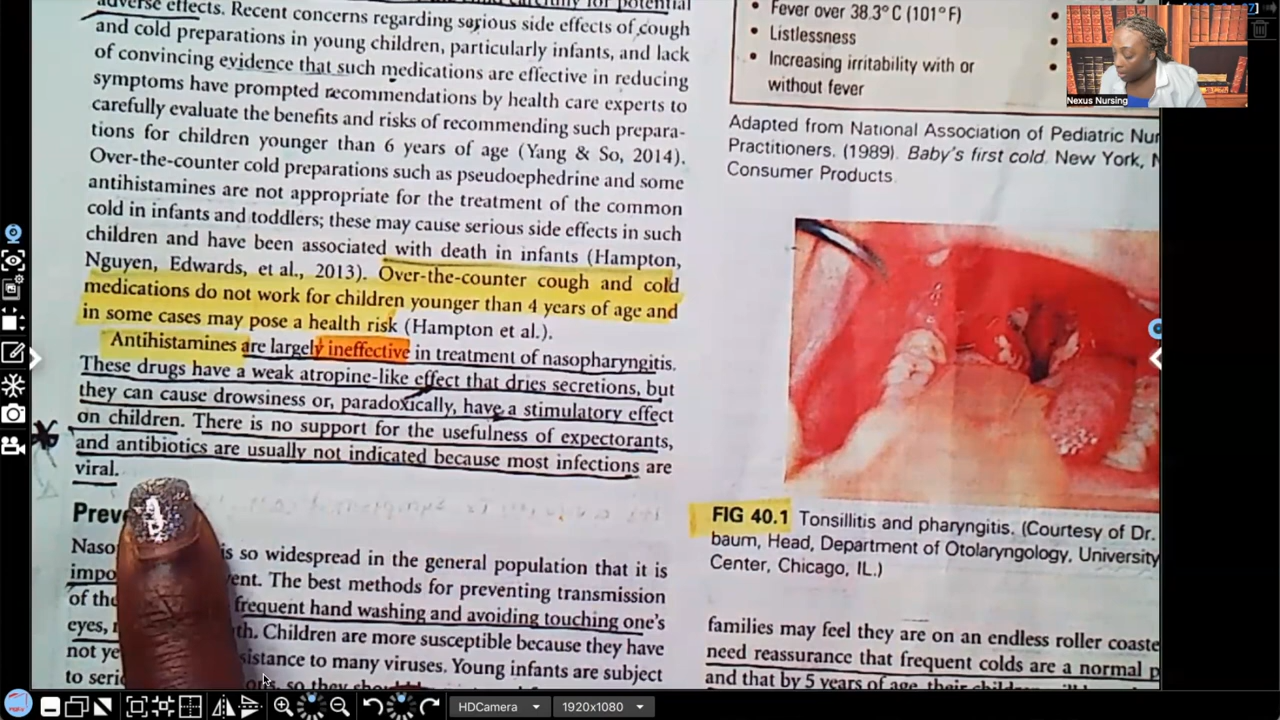 adverse effects. Recent concerns regarding serious side effects of cough
and cold preparations in young children, particularly infants, and lack
of convincing evidence that such medications are effective in reducing
symptoms have prompted recommendations by health care experts to
carefully evaluate the benefits and risks of recommending such prepara-
tions for children younger than 6 years of age (Yang & So, 2014).
Over-the-counter cold preparations such as pseudoephedrine and some
antihistamines are not appropriate for the treatment of the common
cold in infants and toddlers; these may cause serious side effects in such
children and have been associated with death in infants (Hampton,
Nguyen, Edwards, et al., 2013). Over-the-counter cough and cold
medications do not work for children younger than 4 years of age and
in some cases may pose a health risk (Hampton et al.).
Antihistamines are largely ineffective in treatment of nasopharyngitis.
These drugs have a weak atropine-like effect that dries secretions, but
they can cause drowsiness or, paradoxically, have a stimulatory effect
on children. There is no support for the usefulness of expectorants,
and antibiotics are usually not indicated because most infections are
viral.
is so widespread in the general population that it is
The best methods for preventing transmission
of the frequent hand washing and avoiding touching one's
eyes, Children are more susceptible because they have
to many viruses. Young infants are subject
to so they
• Fever over 38.3° C (101° F)
• Listlessness
• Increasing irritability with or
without fever
Adapted from National Association of Pediatric
Practitioners. (1989). Baby's first cold. New York,
Consumer Products.
FIG 40.1 Tonsillitis and pharyngitis. (Courtesy of Dr.
baum, Head, Department of Otolaryngology, University
Center, Chicago, IL.)
families may feel they are on an endless roller
need reassurance that frequent colds are a normal
and that by 5 years of age, their
Nexus Nursing
HDCamera
1920x1080